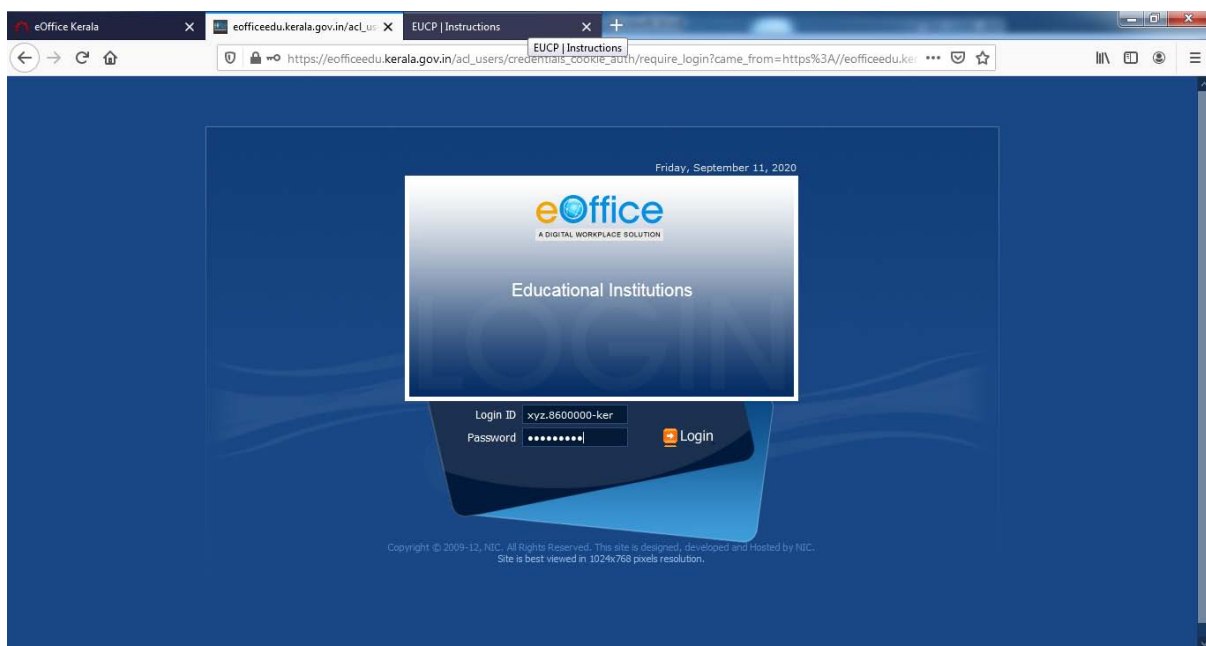 eOffice Kerala
eofficeedu.kerala.gov.in/acl_us
EUCP | Instructions
EUCP | Instructions
https://eofficeedu.kerala.gov.in/acl_users/credentials_cookie_auth/require_login?came_from=https%3A//eofficeedu.ker
Friday, September 11, 2020
eOffice
A DIGITAL WORKPLACE SOLUTION
Educational Institutions
LOGIN
Login ID xyz.8600000-ker
Password •••••••••
Login
Copyright © 2009-12, NIC. All Rights Reserved. This site is designed, developed and Hosted by NIC.
Site is best viewed in 1024x768 pixels resolution.